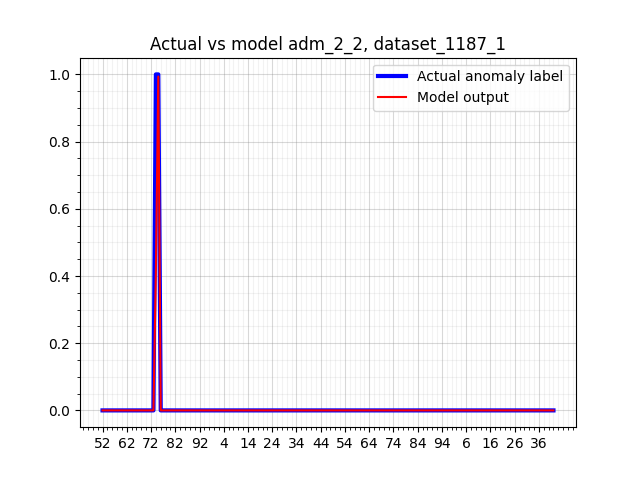 Actual vs model adm_2_2, dataset_1187_1
Actual anomaly label
Model output
1.0
0.8
0.6
0.4
0.2
0.0
52 62 72 82 92 4 14 24 34 44 54 64 74 84 94 6 16 26 36